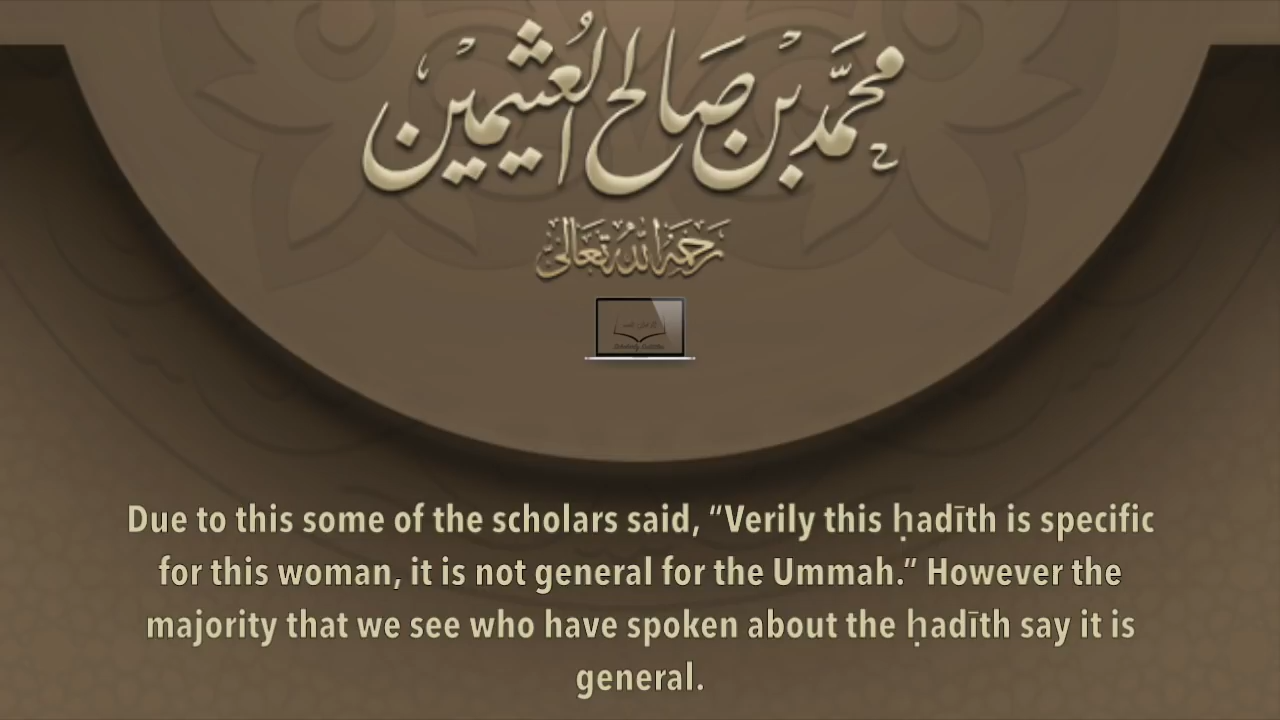 محمد بن صالح العثيمين
رحمه الله تعالى
Due to this some of the scholars said, “Verily this ḥadīth is specific
for this woman, it is not general for the Ummah.” However the
majority that we see who have spoken about the ḥadīth say it is
general.